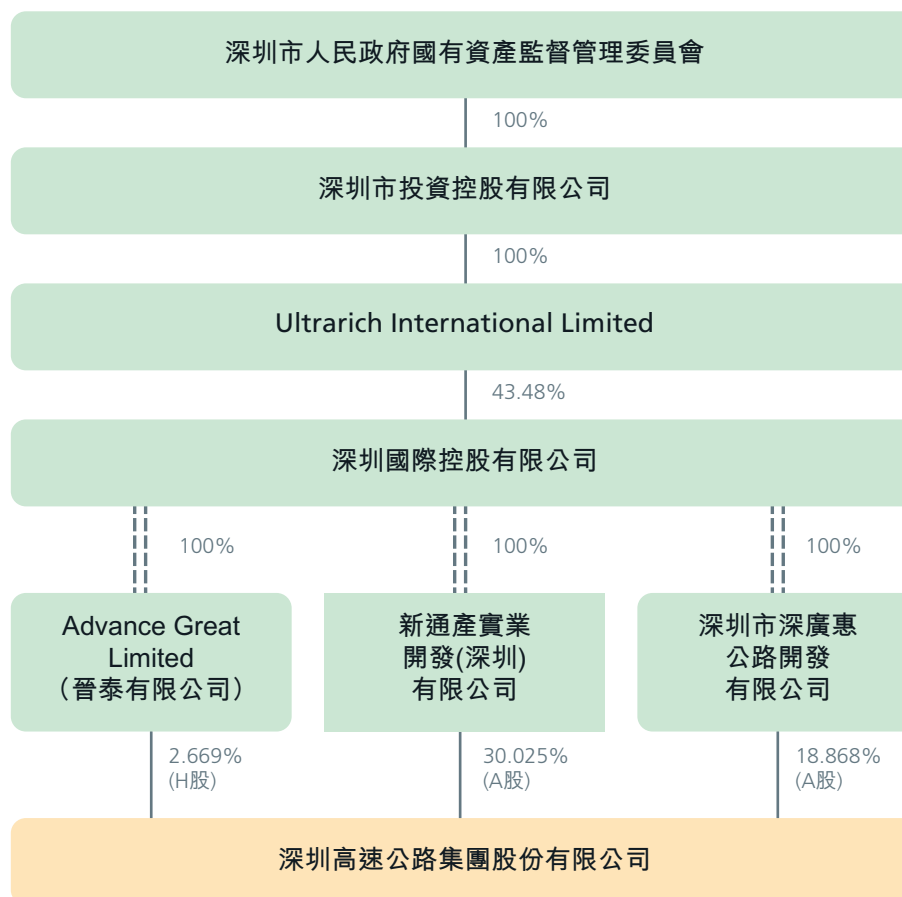 深圳市人民政府國有資產監督管理委員會
100%
深圳市投資控股有限公司
100%
Ultrarich International Limited
43.48%
深圳國際控股有限公司
100%
100%
100%
Advance Great
Limited
（晉泰有限公司）
新通產實業
開發(深圳)
有限公司
深圳市深廣惠
公路開發
有限公司
2.669%
(H股)
30.025%
(A股)
18.868%
(A股)
深圳高速公路集團股份有限公司